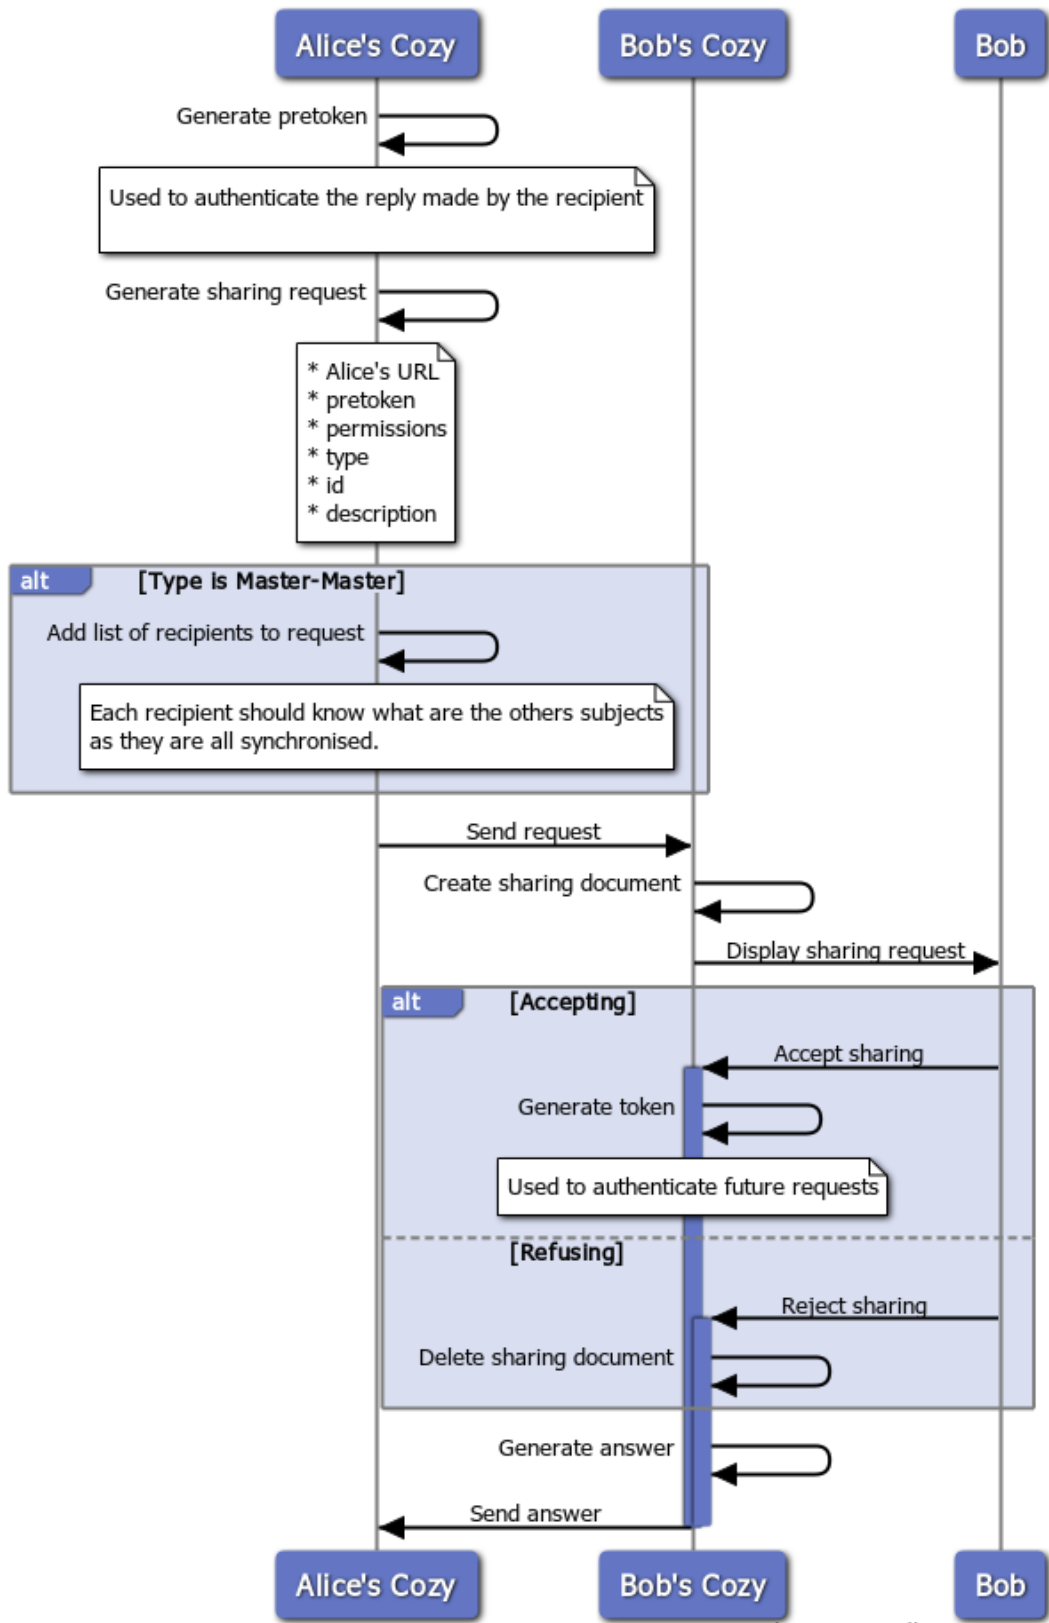 Alice's Cozy
Bob's Cozy
Bob
Generate pretoken
Used to authenticate the reply made by the recipient
Generate sharing request
* Alice's URL
* pretoken
* permissions
* type
* id
* description
alt
[Type is Master-Master]
Add list of recipients to request
Each recipient should know what are the others subjects
as they are all synchronised.
Send request
Create sharing document
Display sharing request
alt
[Accepting]
Accept sharing
Generate token
Used to authenticate future requests
[Refusing]
Reject sharing
Delete sharing document
Generate answer
Send answer
Alice's Cozy
Bob's Cozy
Bob